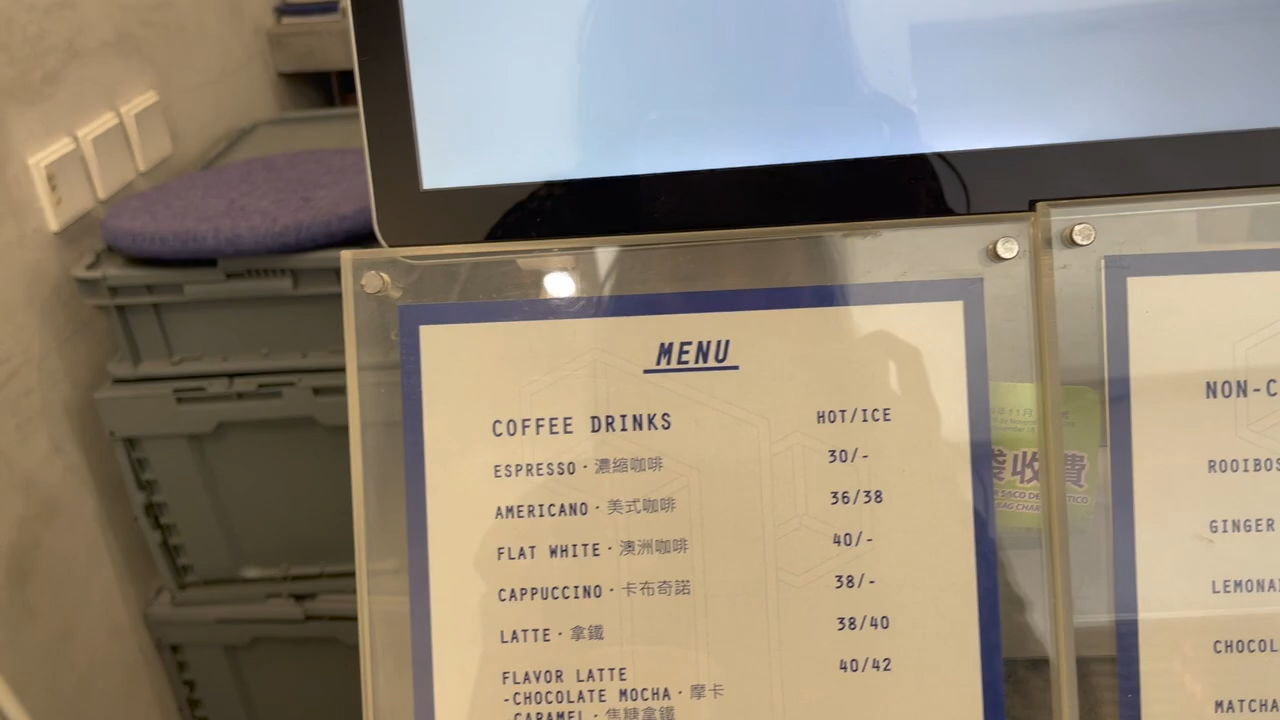 MENU
COFFEE DRINKS HOT/ICE
ESPRESSO · 濃縮咖啡 30/-
AMERICANO · 美式咖啡 36/38
FLAT WHITE · 澳洲咖啡 40/-
CAPPUCCINO · 卡布奇諾 38/-
LATTE · 拿鐵 38/40
FLAVOR LATTE 40/42
-CHOCOLATE MOCHA · 摩卡
CARAMEL · 焦糖拿鐵
收費
NON-C
ROOIBOS
GINGER
LEMONA
CHOCOL
MATCHA